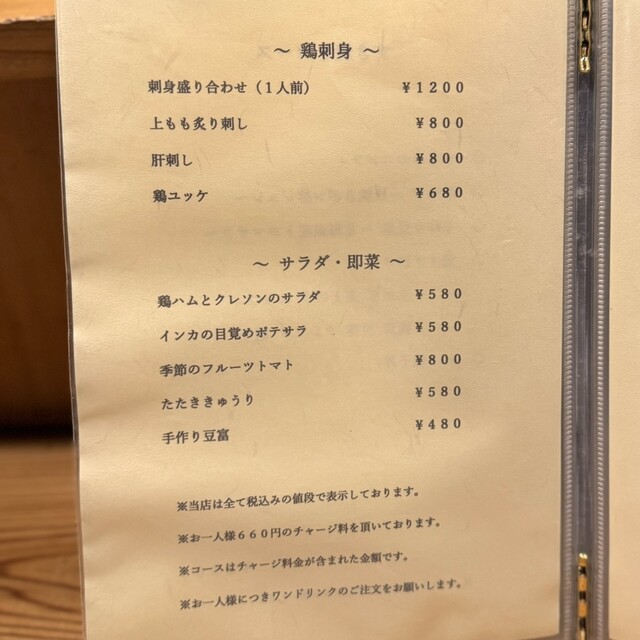 ～ 鶏刺身 ～
刺身盛り合わせ（１人前） ￥１２００
上もも炙り刺し ￥８００
肝刺し ￥８００
鶏ユッケ ￥６８０
～ サラダ・即菜 ～
鶏ハムとクレソンのサラダ ￥５８０
インカの目覚めポテサラ ￥５８０
季節のフルーツトマト ￥８００
たたききゅうり ￥５８０
手作り豆富 ￥４８０
※当店は全て税込みの値段で表示しております。
※お一人様６６０円のチャージ料を頂いております。
※コースはチャージ料金が含まれた金額です。
※お一人様につきワンドリンクのご注文をお願いします。